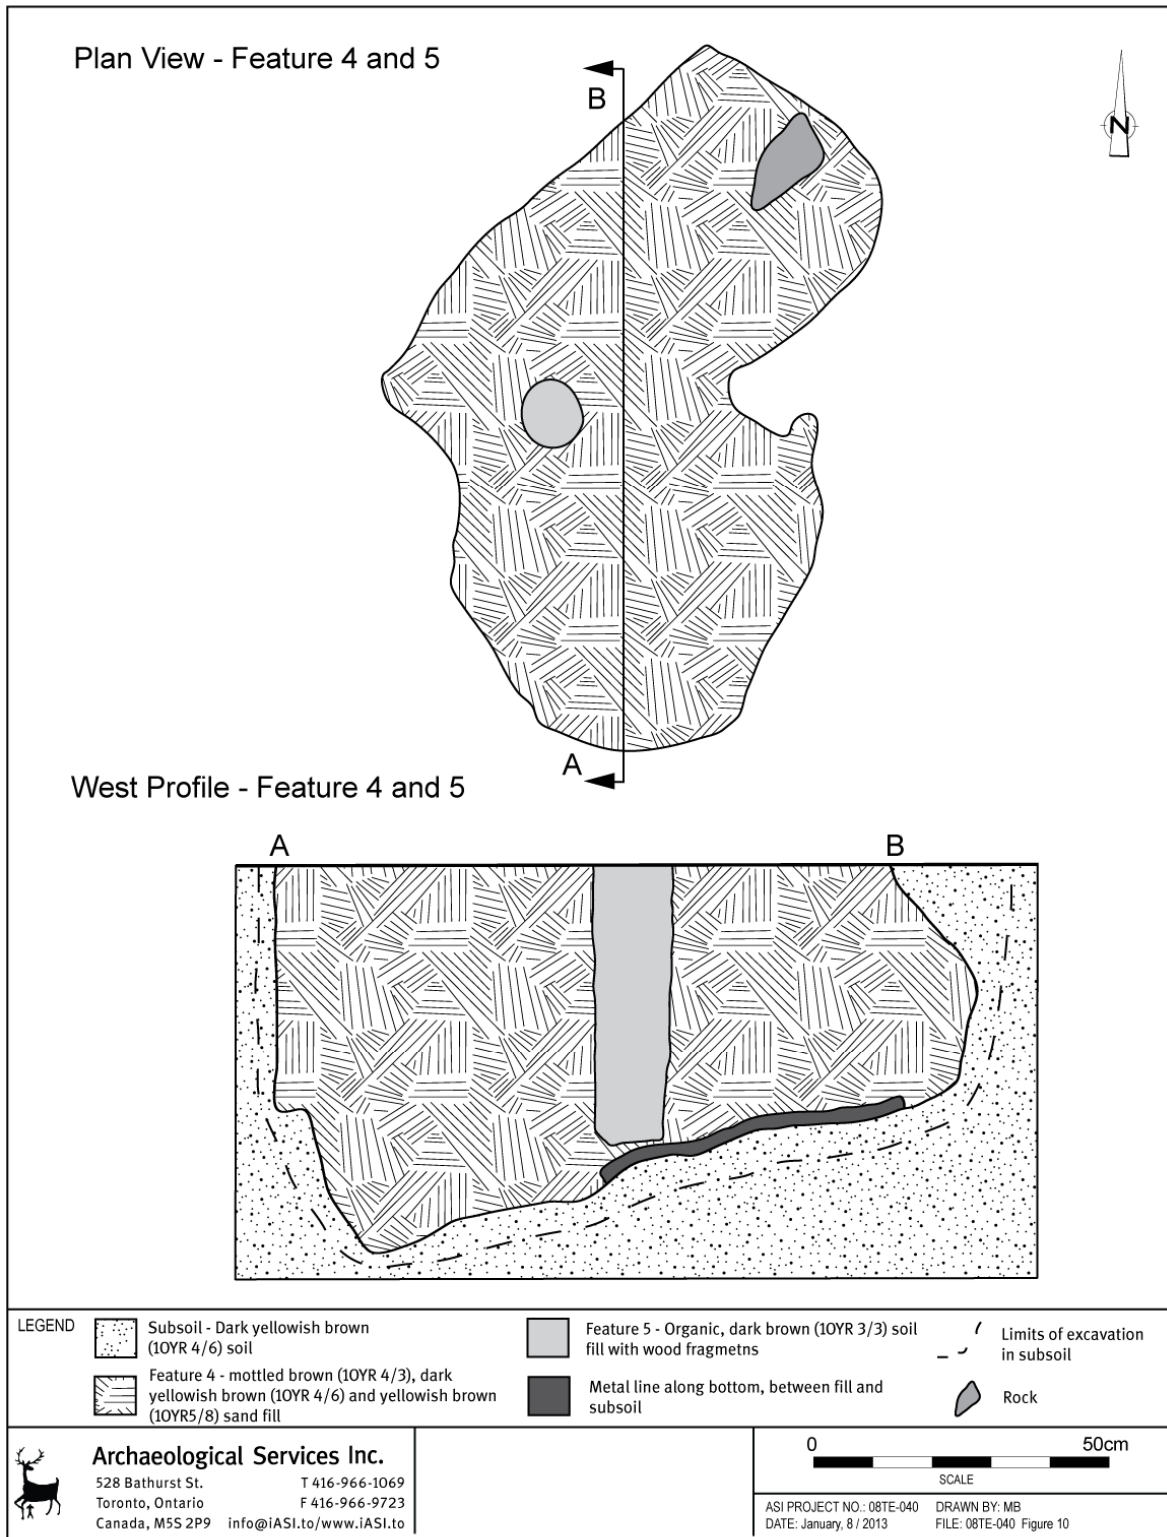 Plan View - Feature 4 and 5
B
N
A
West Profile - Feature 4 and 5
A
B
LEGEND
Subsoil - Dark yellowish brown
(10YR 4/6) soil
Feature 4 - mottled brown (10YR 4/3), dark
yellowish brown (10YR 4/6) and yellowish brown
(10YR5/8) sand fill
Feature 5 - Organic, dark brown (10YR 3/3) soil
fill with wood fragmetns
Metal line along bottom, between fill and
subsoil
Limits of excavation
in subsoil
Rock
Archaeological Services Inc.
528 Bathurst St. T 416-966-1069
Toronto, Ontario F 416-966-9723
Canada, M5S 2P9 info@iASI.to/www.iASI.to
0 50cm
SCALE
ASI PROJECT NO.: 08TE-040 DRAWN BY: MB
DATE: January, 8 / 2013 FILE: 08TE-040 Figure 10